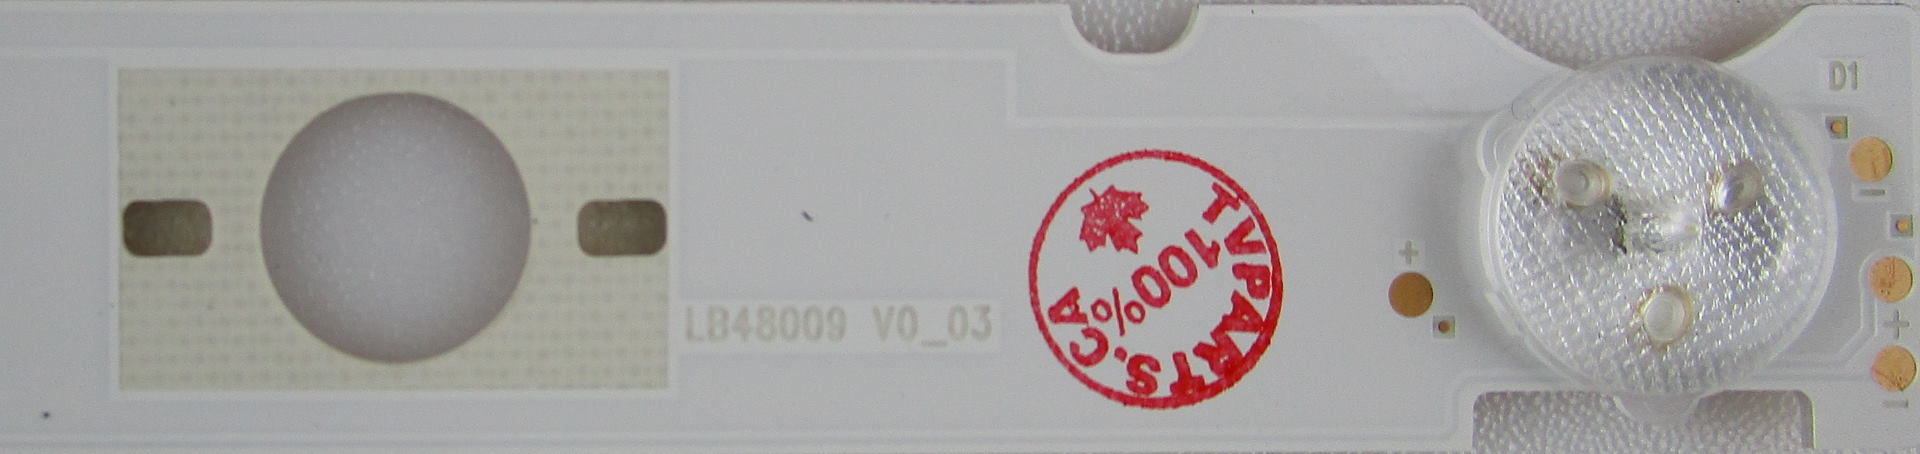 D1
LB48009 V0_03
TVPARTS.CA
100%
+
+